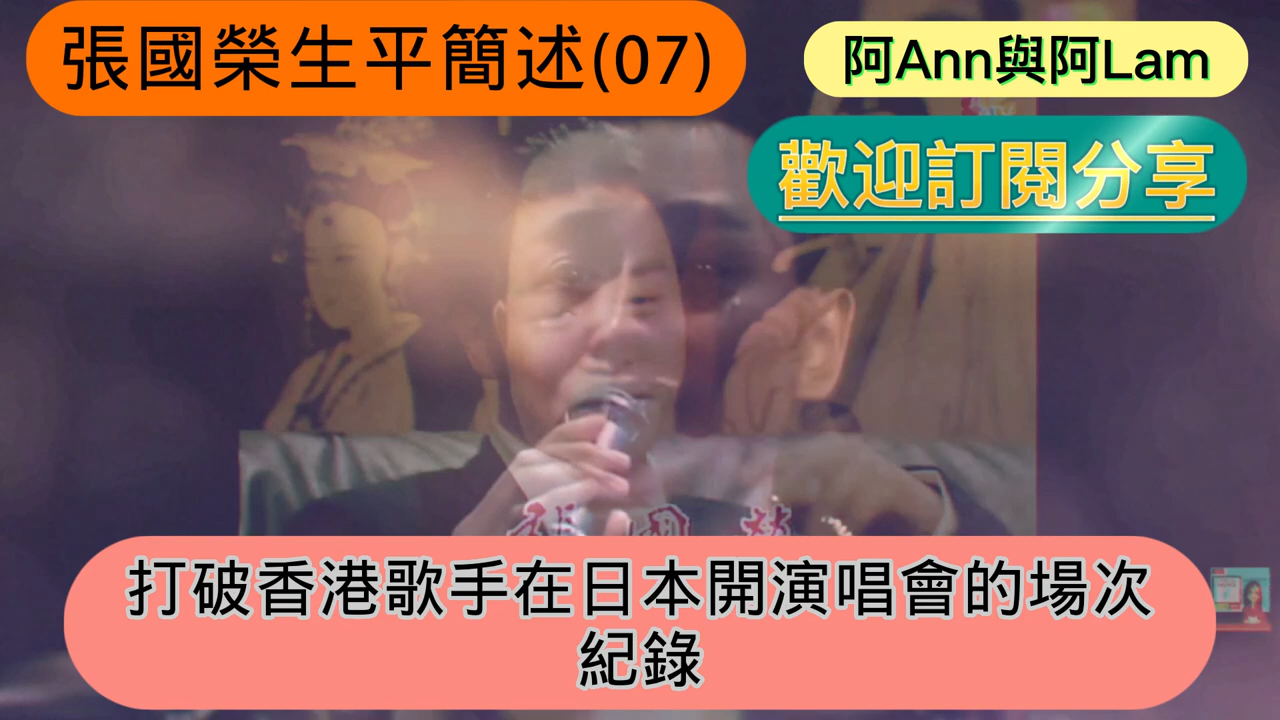 張國榮生平簡述(07)
阿Ann與阿Lam
歡迎訂閱分享
打破香港歌手在日本開演唱會的場次
紀錄